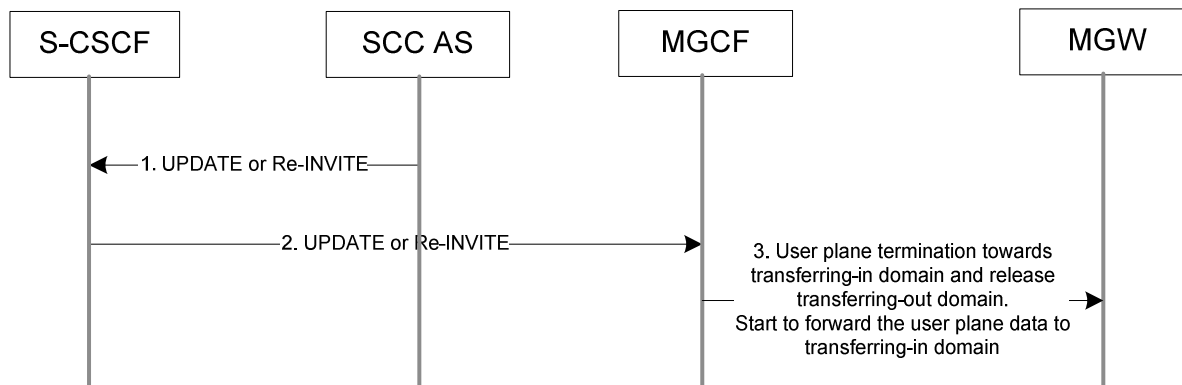 S-CSCF
SCC AS
MGCF
MGW
1. UPDATE or Re-INVITE
2. UPDATE or Re-INVITE
3. User plane termination towards
transferring-in domain and release
transferring-out domain.
Start to forward the user plane data to
transferring-in domain